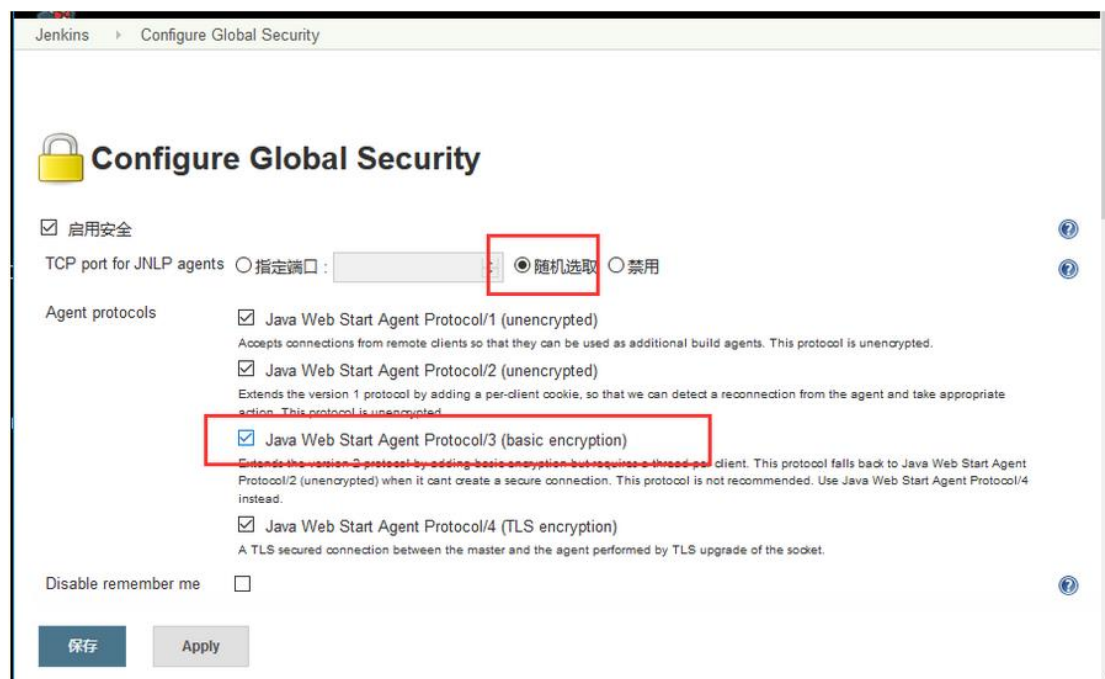 Jenkins Configure Global Security
Configure Global Security
启用安全
TCP port for JNLP agents 指定端口 : 随机选取 禁用
Agent protocols
Java Web Start Agent Protocol/1 (unencrypted)
Accepts connections from remote clients so that they can be used as additional build agents. This protocol is unencrypted.
Java Web Start Agent Protocol/2 (unencrypted)
Extends the version 1 protocol by adding a per-client cookie, so that we can detect a reconnection from the agent and take appropriate
action. This protocol is unencrypted.
Java Web Start Agent Protocol/3 (basic encryption)
Extends the version 2 protocol by adding basic encryption but requires a thread per client. This protocol falls back to Java Web Start Agent
Protocol/2 (unencrypted) when it cant create a secure connection. This protocol is not recommended. Use Java Web Start Agent Protocol/4
instead.
Java Web Start Agent Protocol/4 (TLS encryption)
A TLS secured connection between the master and the agent performed by TLS upgrade of the socket.
Disable remember me
保存 Apply